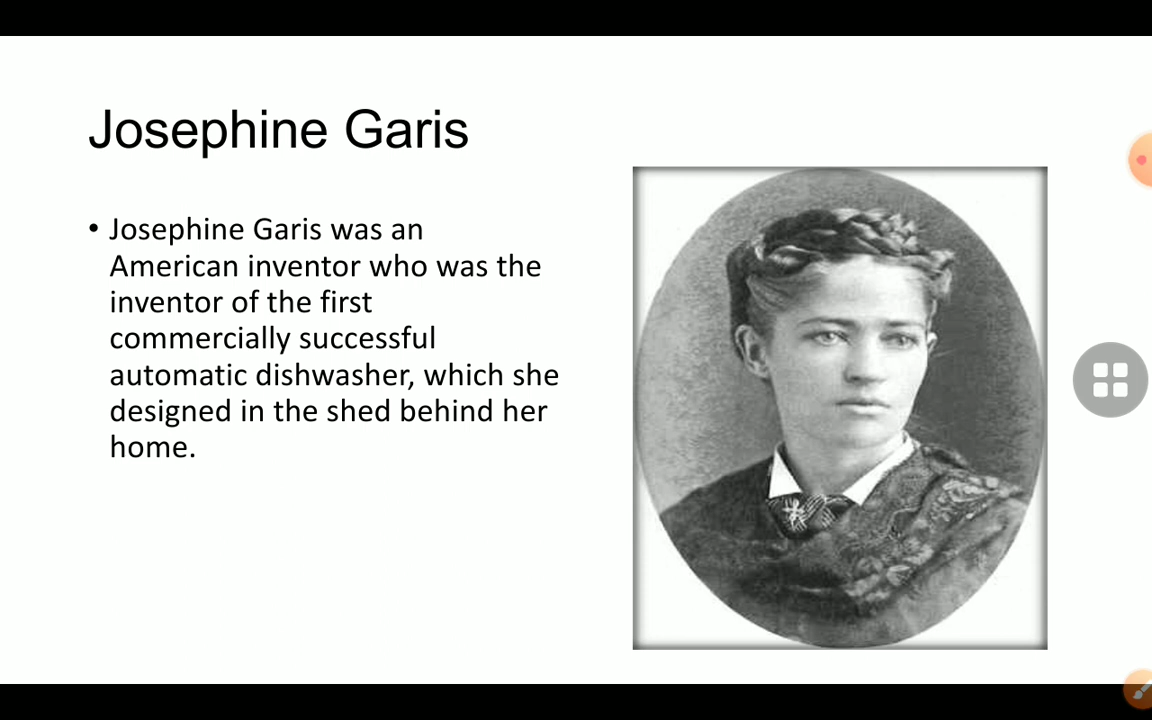 Josephine Garis
• Josephine Garis was an
American inventor who was the
inventor of the first
commercially successful
automatic dishwasher, which she
designed in the shed behind her
home.